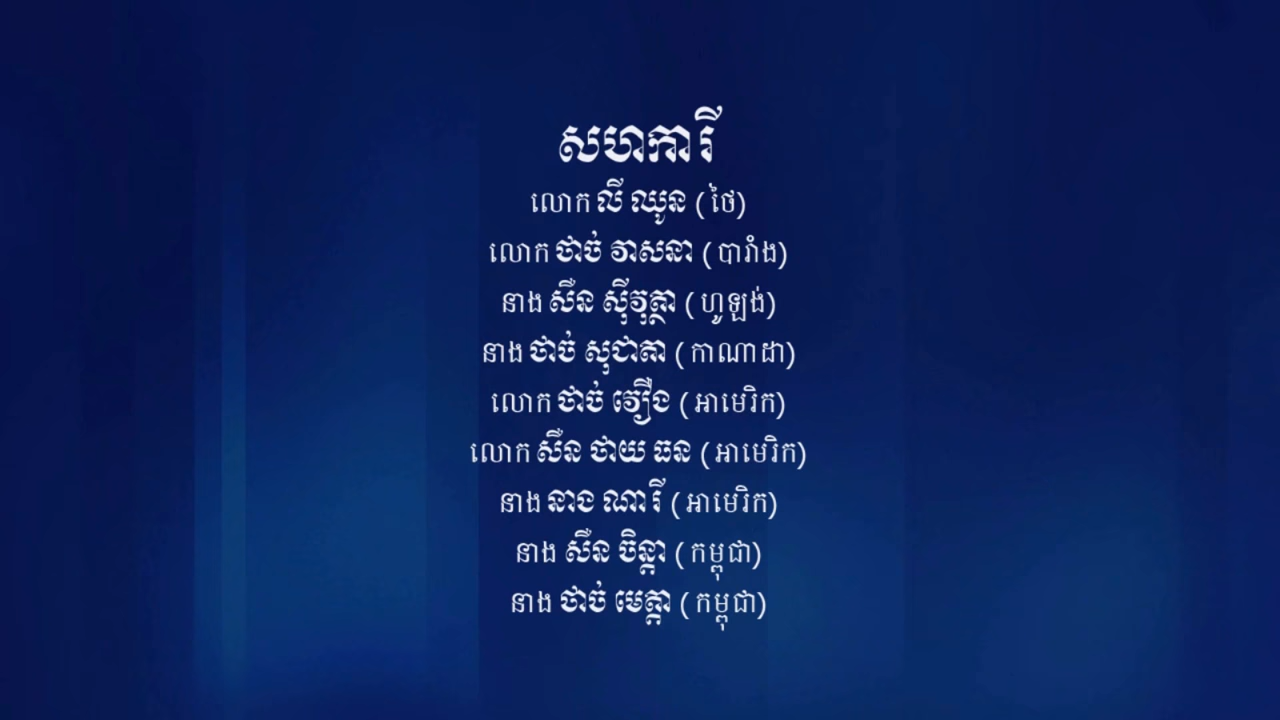 សហការី
លោក លី ឈូន (ថៃ)
លោក ថាច់ វាសនា (បារាំង)
នាង សឺន ស៊ីវុត្ថា (ហូឡង់)
នាង ថាច់ សុជាតា (កាណាដា)
លោក ថាច់ វឿង (អាមេរិក)
លោក សឺន ថាយ ធន (អាមេរិក)
នាង នាង ណារី (អាមេរិក)
នាង សឺន ចិន្តា (កម្ពុជា)
នាង ថាច់ មេត្តា (កម្ពុជា)